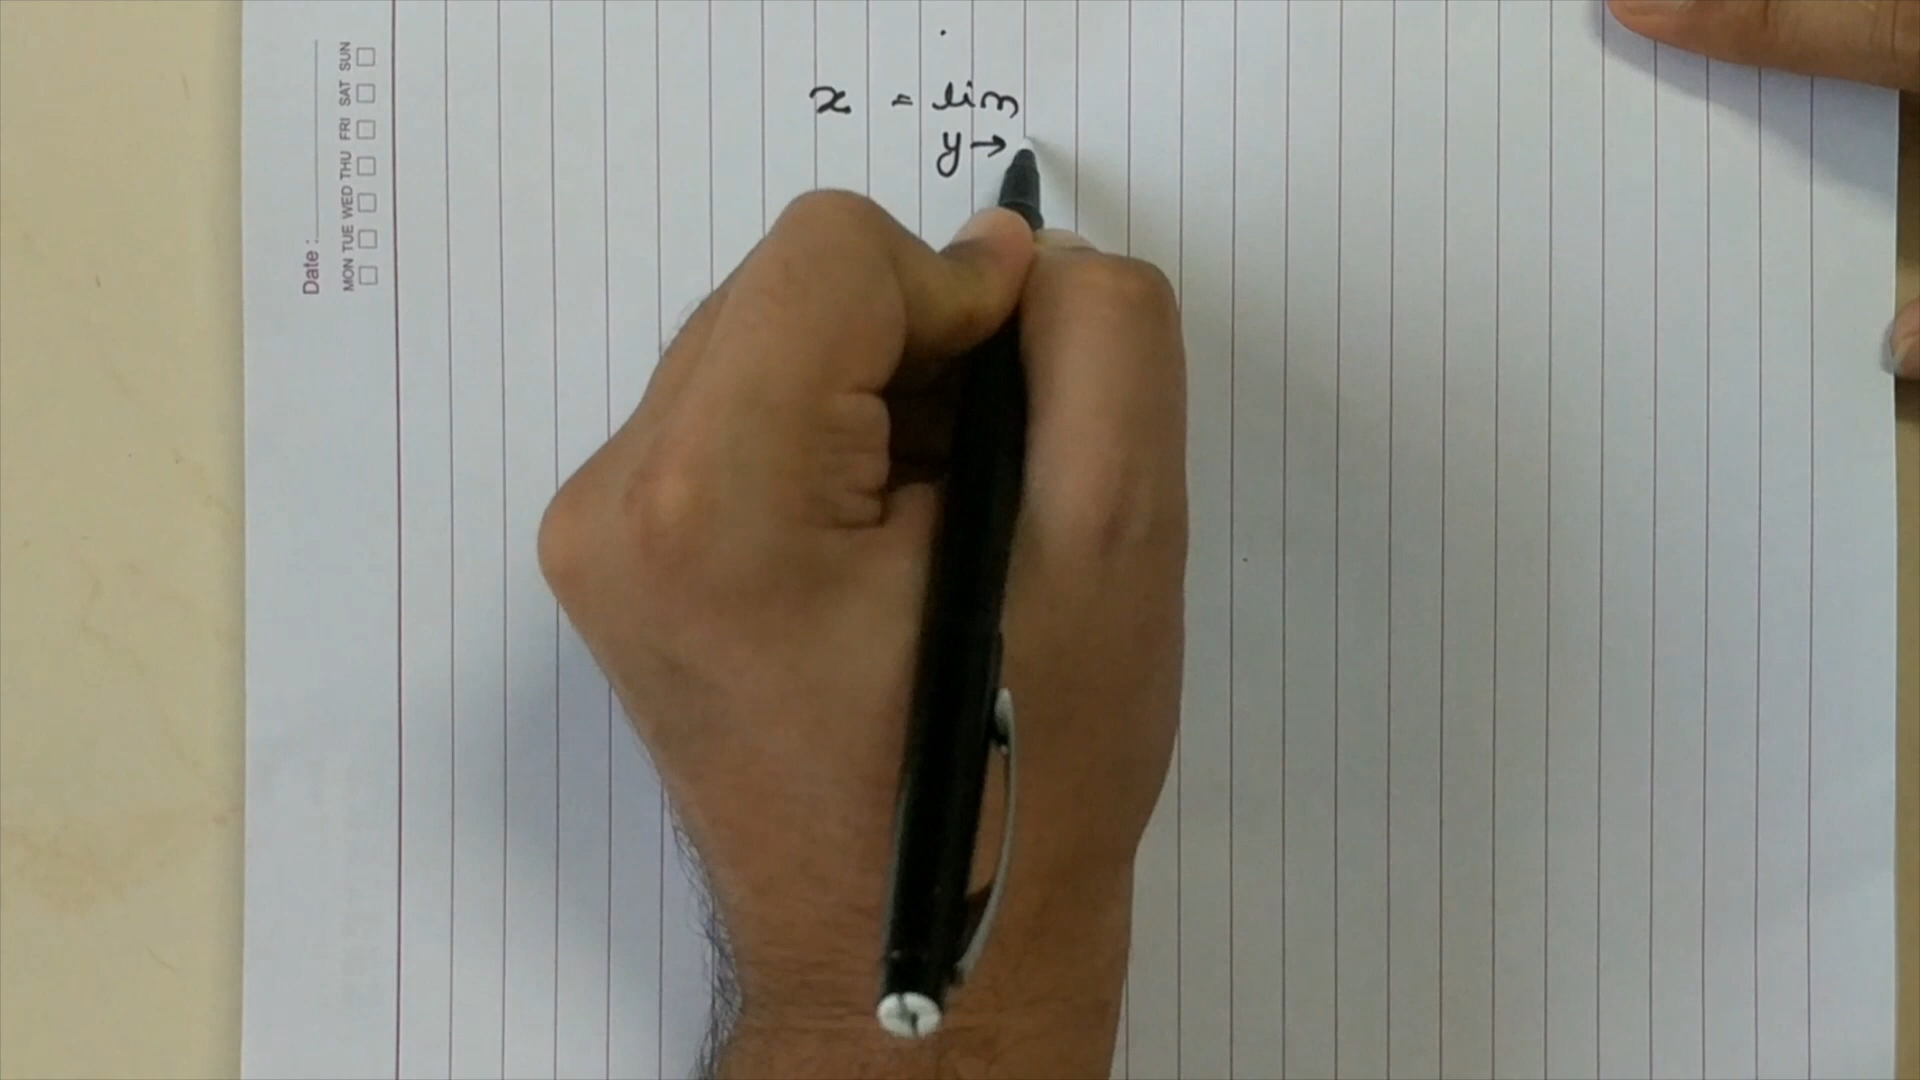 x = lim
y→
Date :
MON TUE WED THU FRI SAT SUN